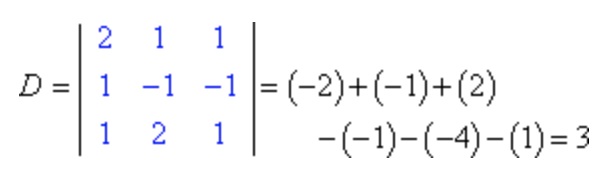 2 1 1
D = | 1 −1 −1 | = (−2)+(−1)+(2)
1 2 1 −(−1)−(−4)−(1)=3